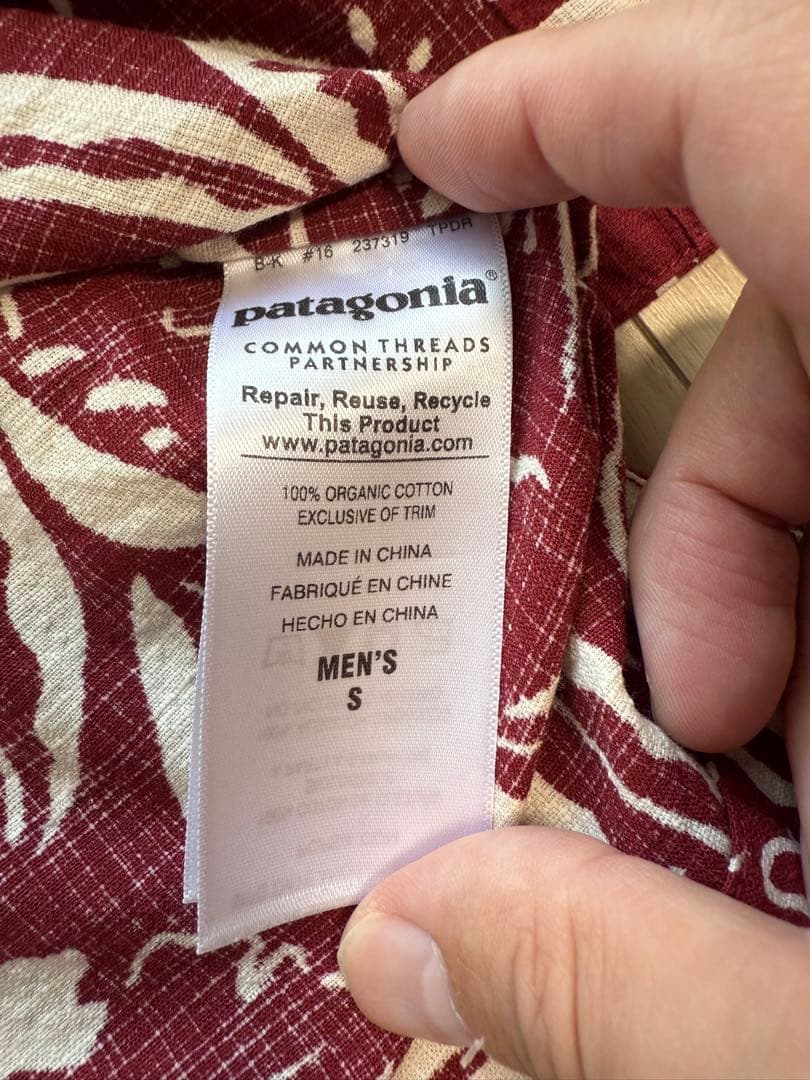 B-K #16 237319 TPDR
patagonia®
COMMON THREADS
PARTNERSHIP
Repair, Reuse, Recycle
This Product
www.patagonia.com
100% ORGANIC COTTON
EXCLUSIVE OF TRIM
MADE IN CHINA
FABRIQUÉ EN CHINE
HECHO EN CHINA
MEN'S
S